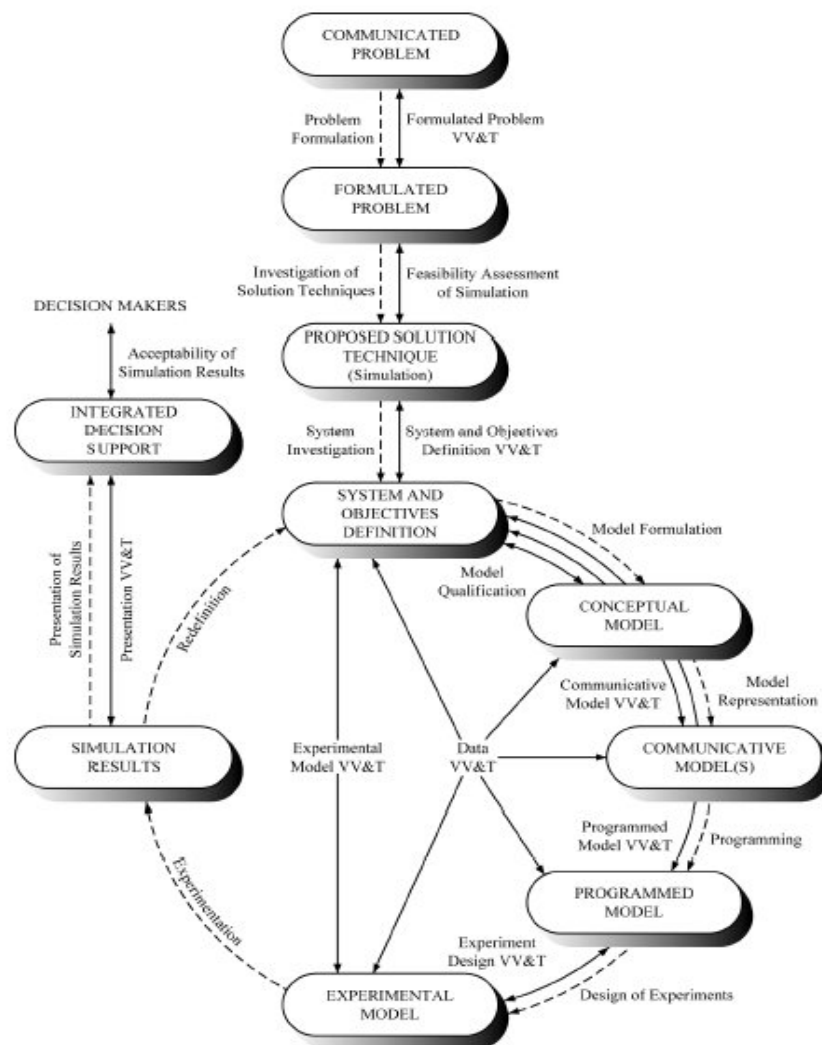 COMMUNICATED
PROBLEM
Problem
Formulation
Formulated Problem
VV&T
FORMULATED
PROBLEM
Investigation of
Solution Techniques
Feasibility Assessment
of Simulation
DECISION MAKERS
PROPOSED SOLUTION
TECHNIQUE
(Simulation)
Acceptability of
Simulation Results
INTEGRATED
DECISION
SUPPORT
System
Investigation
System and Objectives
Definition VV&T
SYSTEM AND
OBJECTIVES
DEFINITION
Model Formulation
Model
Qualification
Presentation of
Simulation Results
Presentation VV&T
Redefinition
CONCEPTUAL
MODEL
Communicative
Model VV&T
Model
Representation
SIMULATION
RESULTS
Experimental
Model VV&T
Data
VV&T
COMMUNICATIVE
MODEL(S)
Programmed
Model VV&T
Programming
Experimentation
PROGRAMMED
MODEL
Experiment
Design VV&T
Design of Experiments
EXPERIMENTAL
MODEL